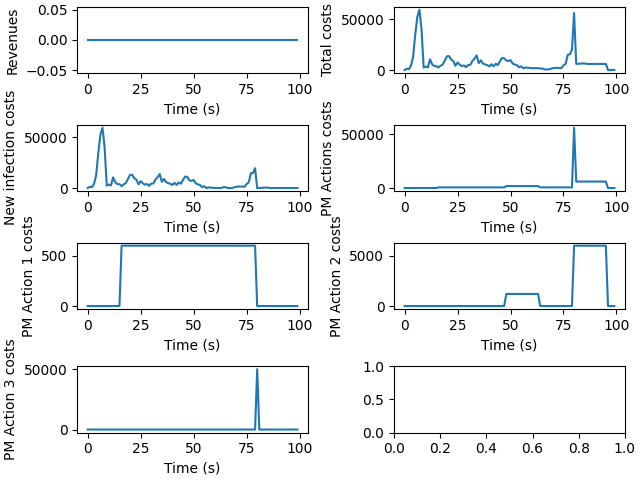 Revenues
0.05
0.00
−0.05
0 25 50 75 100
Time (s)
Total costs
50000
0
0 25 50 75 100
Time (s)
New infection costs
50000
0
0 25 50 75 100
Time (s)
PM Actions costs
50000
0
0 25 50 75 100
Time (s)
PM Action 1 costs
500
0
0 25 50 75 100
Time (s)
PM Action 2 costs
5000
0
0 25 50 75 100
Time (s)
PM Action 3 costs
50000
0
0 25 50 75 100
Time (s)
1.0
0.5
0.0
0.0 0.2 0.4 0.6 0.8 1.0